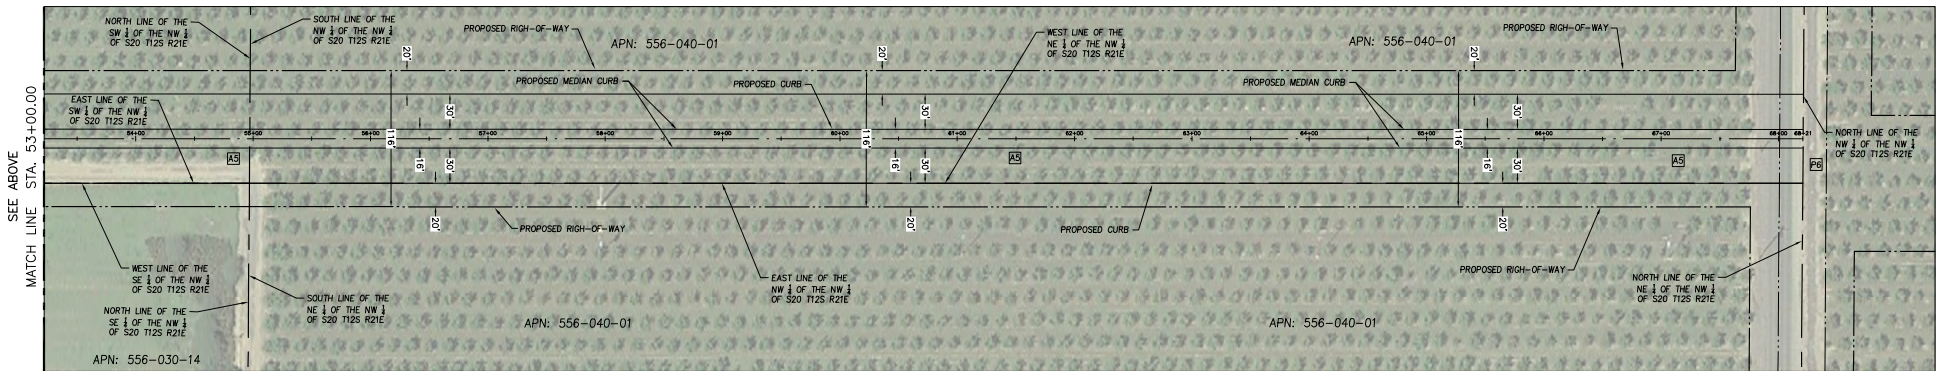 NORTH LINE OF THE
SW ¼ OF THE NW ¼
OF S20 T12S R21E
SOUTH LINE OF THE
NW ¼ OF THE NW ¼
OF S20 T12S R21E
20'
PROPOSED RIGH-OF-WAY
APN: 556-040-01
20'
WEST LINE OF THE
NE ¼ OF THE NW ¼
OF S20 T12S R21E
APN: 556-040-01
20'
PROPOSED RIGH-OF-WAY
PROPOSED MEDIAN CURB
PROPOSED CURB
PROPOSED MEDIAN CURB
EAST LINE OF THE
SW ¼ OF THE NW ¼
OF S20 T12S R21E
30'
30'
30'
SEE ABOVE
MATCH LINE STA. 53+00.00
54+00
55+00
56+00
116'
57+00
58+00
59+00
60+00
116'
61+00
62+00
63+00
64+00
65+00
116'
66+00
67+00
68+00
68+21
NORTH LINE OF THE
NW ¼ OF THE NW ¼
OF S20 T12S R21E
A5
16'
30'
16'
30'
A5
16'
30'
A5
P6
20'
PROPOSED RIGH-OF-WAY
20'
PROPOSED CURB
20'
WEST LINE OF THE
SE ¼ OF THE NW ¼
OF S20 T12S R21E
EAST LINE OF THE
NW ¼ OF THE NW ¼
OF S20 T12S R21E
PROPOSED RIGH-OF-WAY
NORTH LINE OF THE
NE ¼ OF THE NW ¼
OF S20 T12S R21E
SOUTH LINE OF THE
NE ¼ OF THE NW ¼
OF S20 T12S R21E
NORTH LINE OF THE
SE ¼ OF THE NW ¼
OF S20 T12S R21E
APN: 556-040-01
APN: 556-040-01
APN: 556-030-14